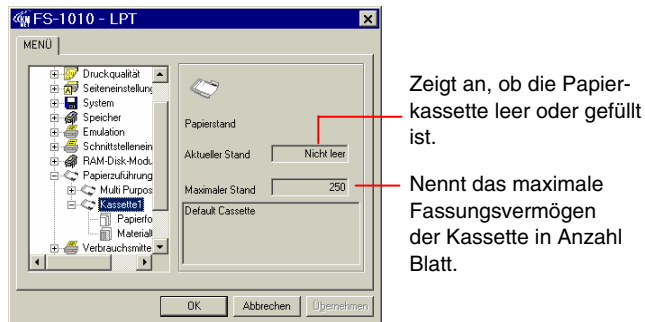 FS-1010 - LPT
MENÜ
Druckqualität
Seiteneinstellung
System
Speicher
Emulation
Schnittstellenein
RAM-Disk-Modu
Papierzuführung
Multi Purpos
Kassette1
Papierfo
Material
Verbrauchsmitte
Papierstand
Aktueller Stand Nicht leer
Maximaler Stand 250
Default Cassette
OK Abbrechen Übernehmen
Zeigt an, ob die Papier-
kassette leer oder gefüllt
ist.
Nennt das maximale
Fassungsvermögen
der Kassette in Anzahl
Blatt.